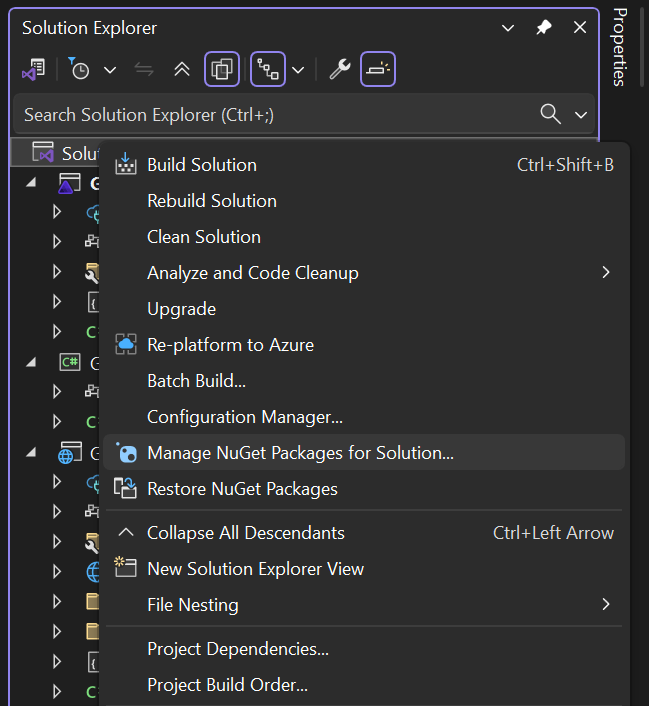 Solution Explorer
Properties
Search Solution Explorer (Ctrl+;)
Build Solution Ctrl+Shift+B
Rebuild Solution
Clean Solution
Analyze and Code Cleanup
Upgrade
Re-platform to Azure
Batch Build...
Configuration Manager...
Manage NuGet Packages for Solution...
Restore NuGet Packages
Collapse All Descendants Ctrl+Left Arrow
New Solution Explorer View
File Nesting
Project Dependencies...
Project Build Order...